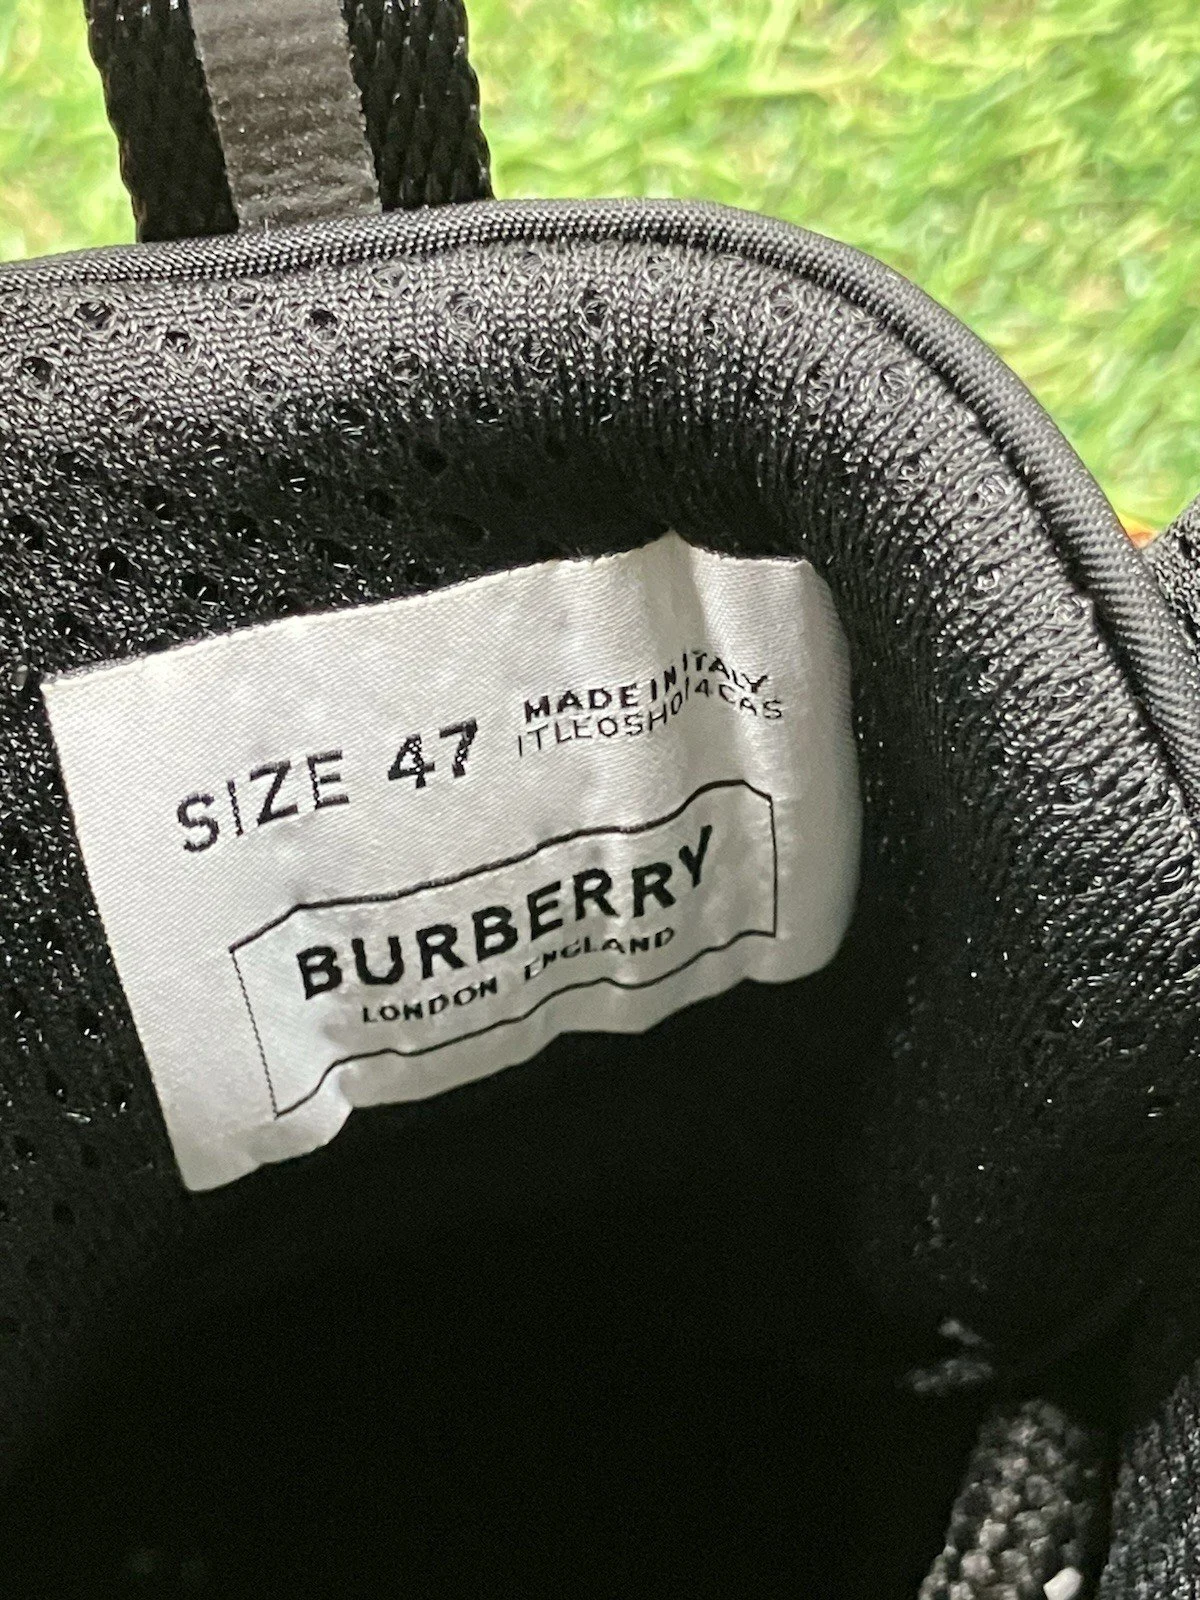 SIZE 47
MADE IN ITALY
ITLEOSHO14CAS
BURBERRY
LONDON ENGLAND